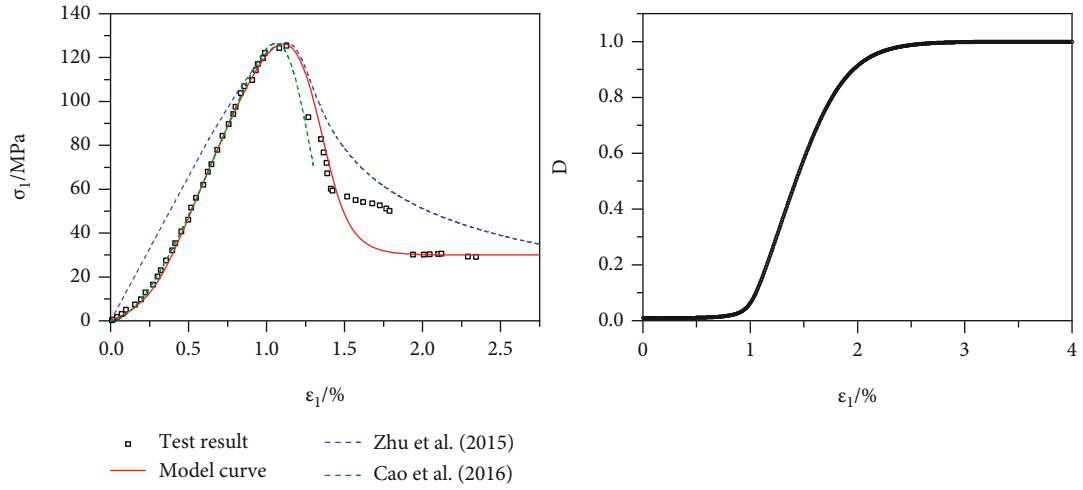 140
120
100
80
60
40
20
0
σ1/MPa
0.0 0.5 1.0 1.5 2.0 2.5
ε1/%
1.0
0.8
0.6
0.4
0.2
0.0
D
0 1 2 3 4
ε1/%
Test result
Model curve
Zhu et al. (2015)
Cao et al. (2016)